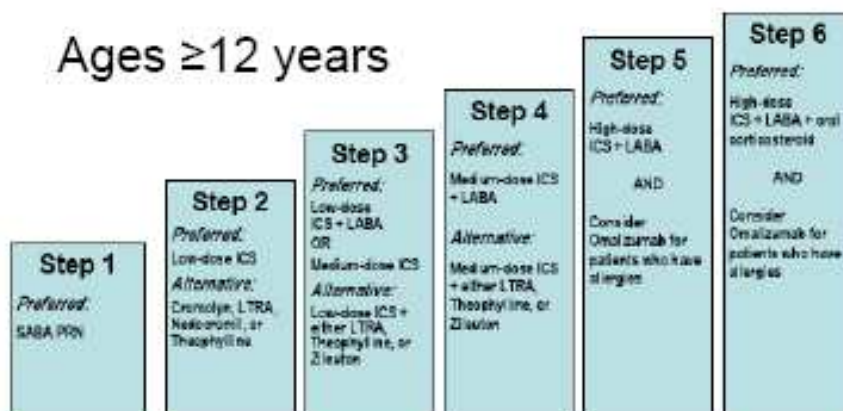 Ages ≥12 years
Step 1
Preferred:
SABA PRN
Step 2
Preferred:
Low-dose ICS
Alternative:
Cromolyn, LTRA,
Nedocromil, or
Theophylline
Step 3
Preferred:
Low-dose
ICS + LABA
OR
Medium-dose ICS
Alternative:
Low-dose ICS +
either LTRA,
Theophylline, or
Zileuton
Step 4
Preferred:
Medium-dose ICS
+ LABA
Alternative:
Medium-dose ICS
+ either LTRA,
Theophylline, or
Zileuton
Step 5
Preferred:
High-dose
ICS + LABA
AND
Consider
Omalizumab for
patients who have
allergies
Step 6
Preferred:
High-dose
ICS + LABA + oral
corticosteroid
AND
Consider
Omalizumab for
patients who have
allergies